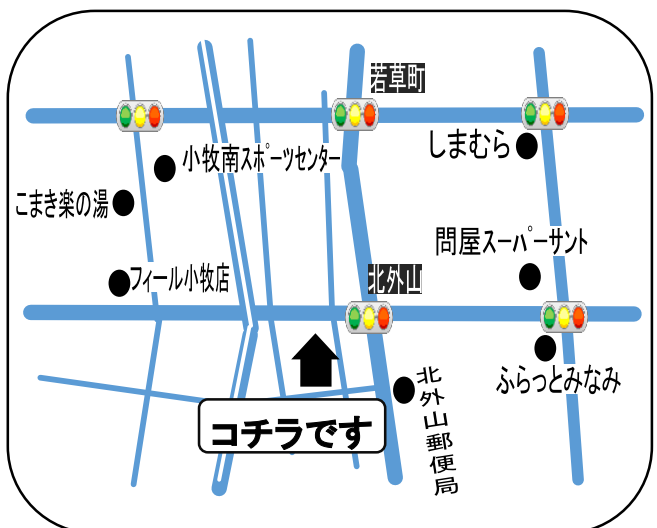 若草町
しまむら
小牧南スポーツセンター
こまき楽の湯
問屋スーパーサント
フィール小牧店
北外山
ふらっとみなみ
北外山郵便局
コチラです